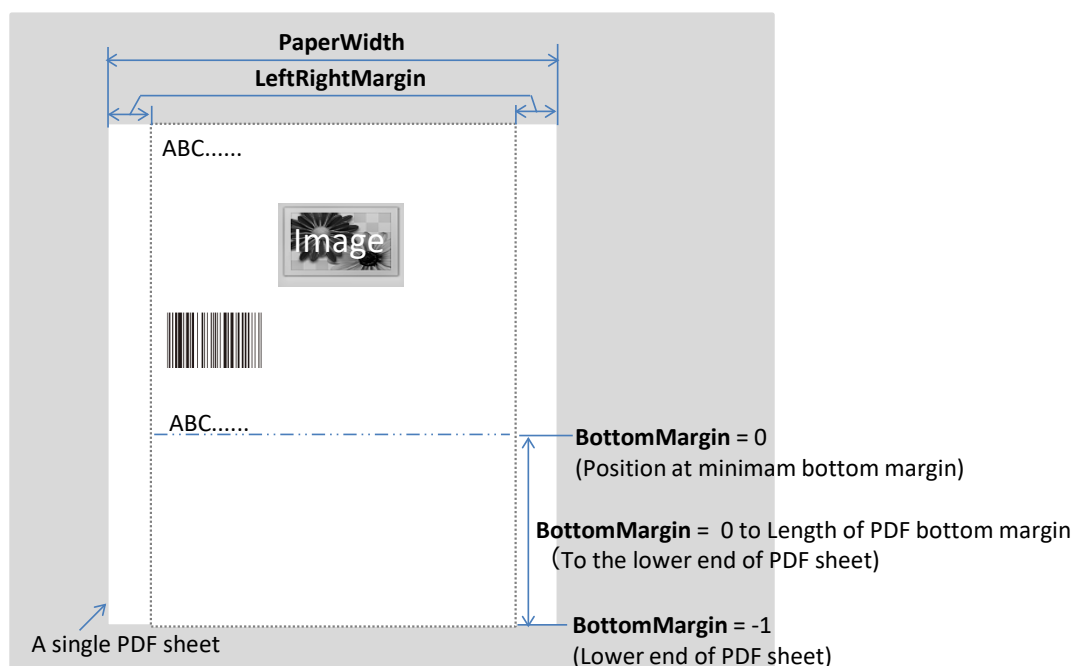 PaperWidth
LeftRightMargin
ABC......
Image
ABC......
BottomMargin = 0
(Position at minimam bottom margin)
BottomMargin = 0 to Length of PDF bottom margin
（To the lower end of PDF sheet)
A single PDF sheet
BottomMargin = -1
(Lower end of PDF sheet)